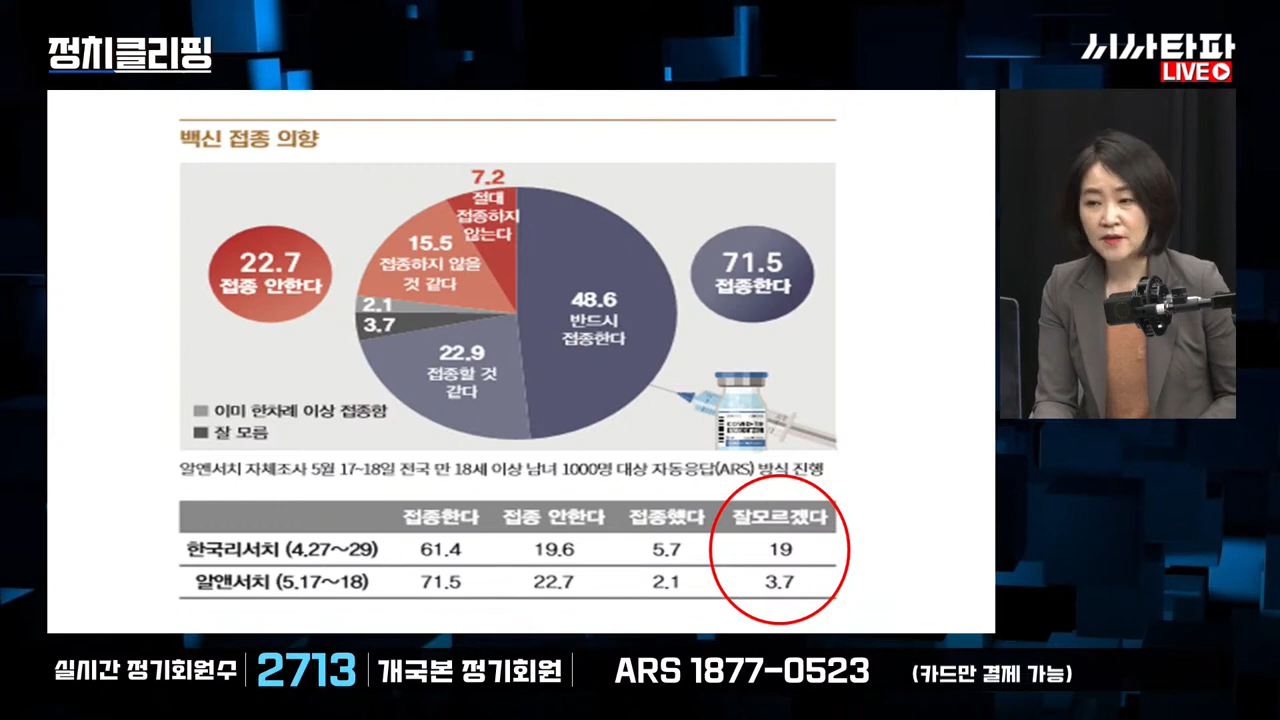 정치클리핑
씨싸타파
LIVE
백신 접종 의향
7.2
절대
접종하지
않는다
15.5
접종하지 않을
것 같다
22.7
접종 안한다
71.5
접종한다
48.6
반드시
접종한다
2.1
3.7
22.9
접종할 것
같다
이미 한차례 이상 접종함
잘 모름
알앤서치 자체조사 5월 17~18일 전국 만 18세 이상 남녀 1000명 대상 자동응답(ARS) 방식 진행
접종한다 접종 안한다 접종했다 잘모르겠다
한국리서치 (4.27~29) 61.4 19.6 5.7 19
알앤서치 (5.17~18) 71.5 22.7 2.1 3.7
실시간 정기회원수 2713 개국본 정기회원 ARS 1877-0523 (카드만 결제 가능)